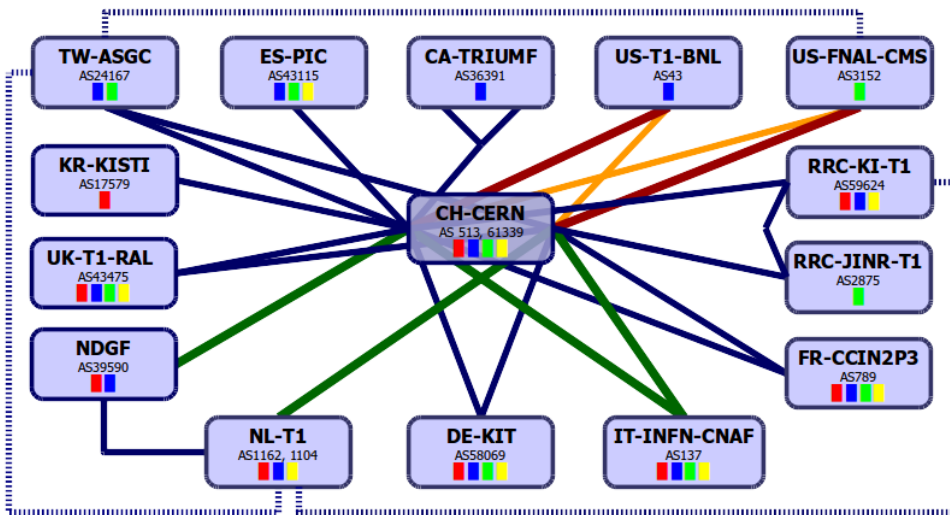 TW-ASGC
AS24167
ES-PIC
AS43115
CA-TRIUMF
AS36391
US-T1-BNL
AS43
US-FNAL-CMS
AS3152
KR-KISTI
AS17579
RRC-KI-T1
AS59624
CH-CERN
AS 513, 61339
UK-T1-RAL
AS43475
RRC-JINR-T1
AS2875
NDGF
AS39590
FR-CCIN2P3
AS789
NL-T1
AS1162, 1104
DE-KIT
AS58069
IT-INFN-CNAF
AS137